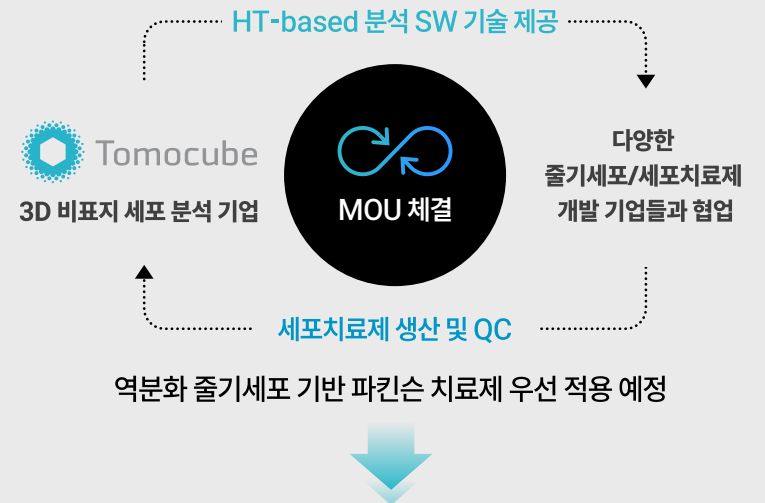 HT-based 분석 SW 기술 제공
Tomocube
3D 비표지 세포 분석 기업
MOU 체결
다양한
줄기세포/세포치료제
개발 기업들과 협업
세포치료제 생산 및 QC
역분화 줄기세포 기반 파킨슨 치료제 우선 적용 예정